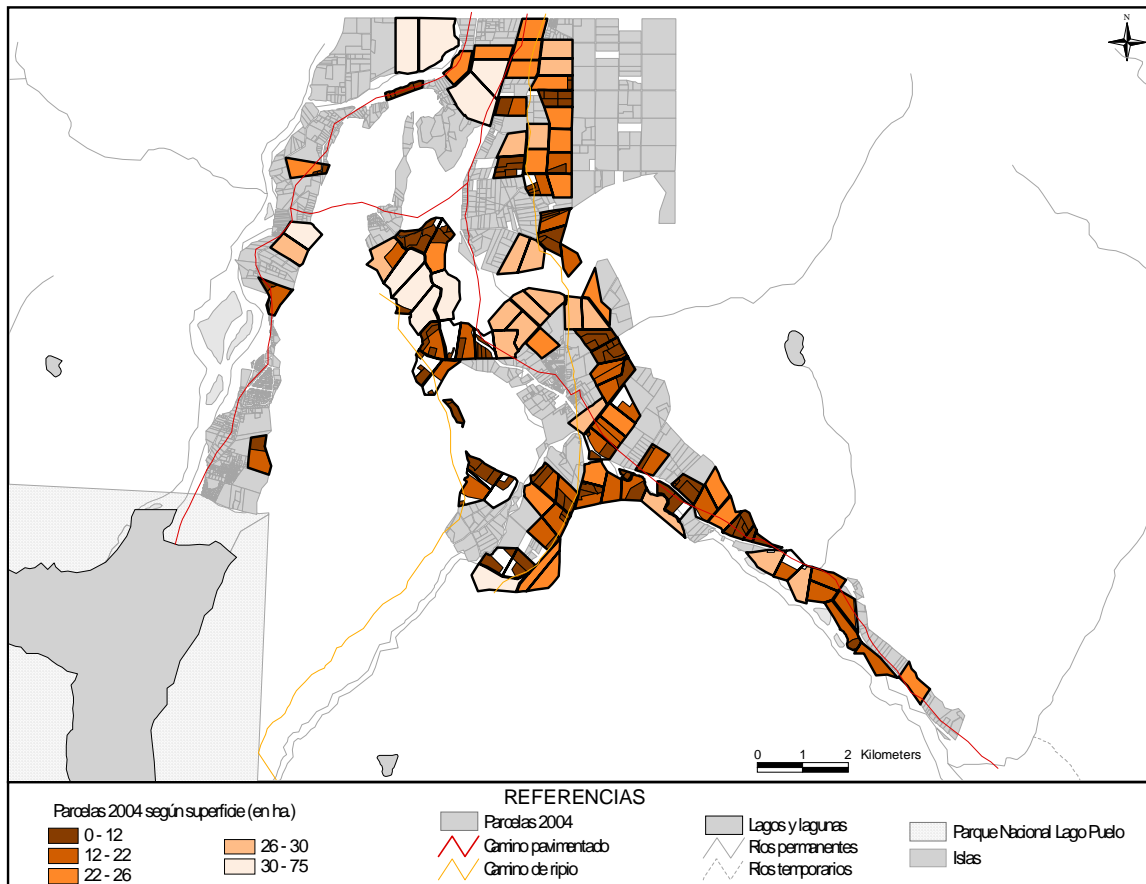 N
0 1 2 Kilometers
REFERENCIAS
Parcelas 2004 según superficie (en ha.)
0 - 12
12 - 22
22 - 26
26 - 30
30 - 75
Parcelas 2004
Camino pavimentado
Camino de ripio
Lagos y lagunas
Ríos permanentes
Ríos temporarios
Parque Nacional Lago Puelo
Islas